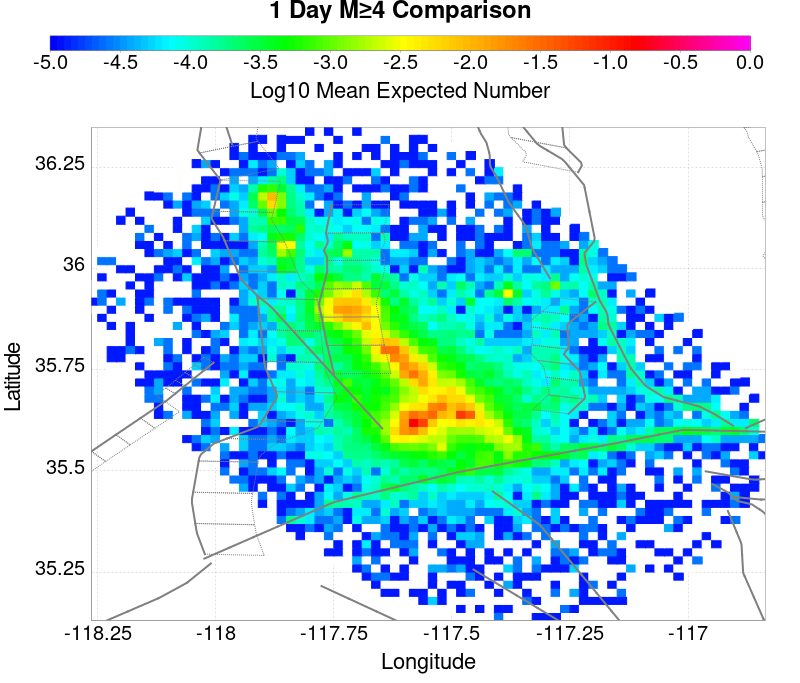 1 Day M≥4 Comparison
-5.0 -4.5 -4.0 -3.5 -3.0 -2.5 -2.0 -1.5 -1.0 -0.5 0.0
Log10 Mean Expected Number
36.25
36
35.75
35.5
35.25
Latitude
-118.25 -118 -117.75 -117.5 -117.25 -117
Longitude